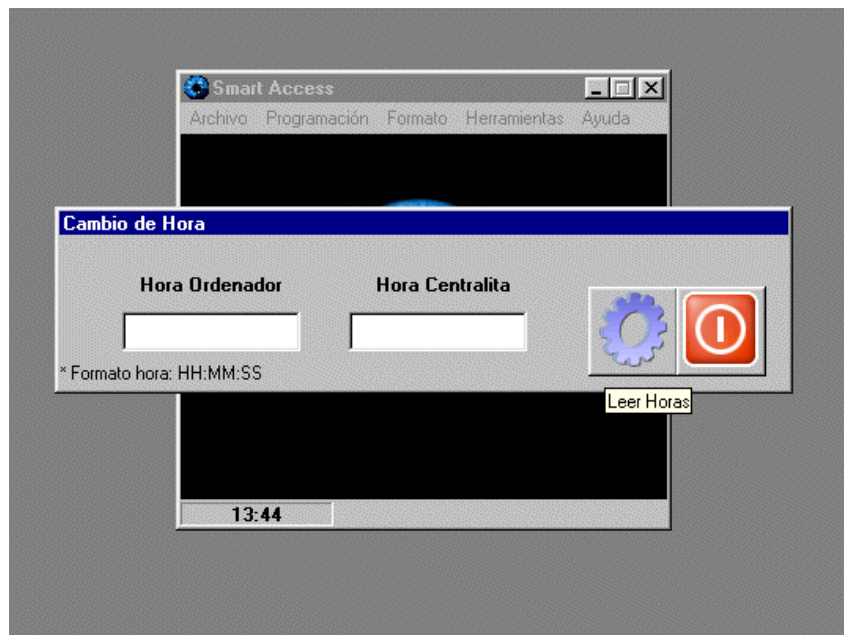 Smart Access
Archivo Programación Formato Herramientas Ayuda
Cambio de Hora
Hora Ordenador Hora Centralita
* Formato hora: HH:MM:SS
Leer Horas
13:44